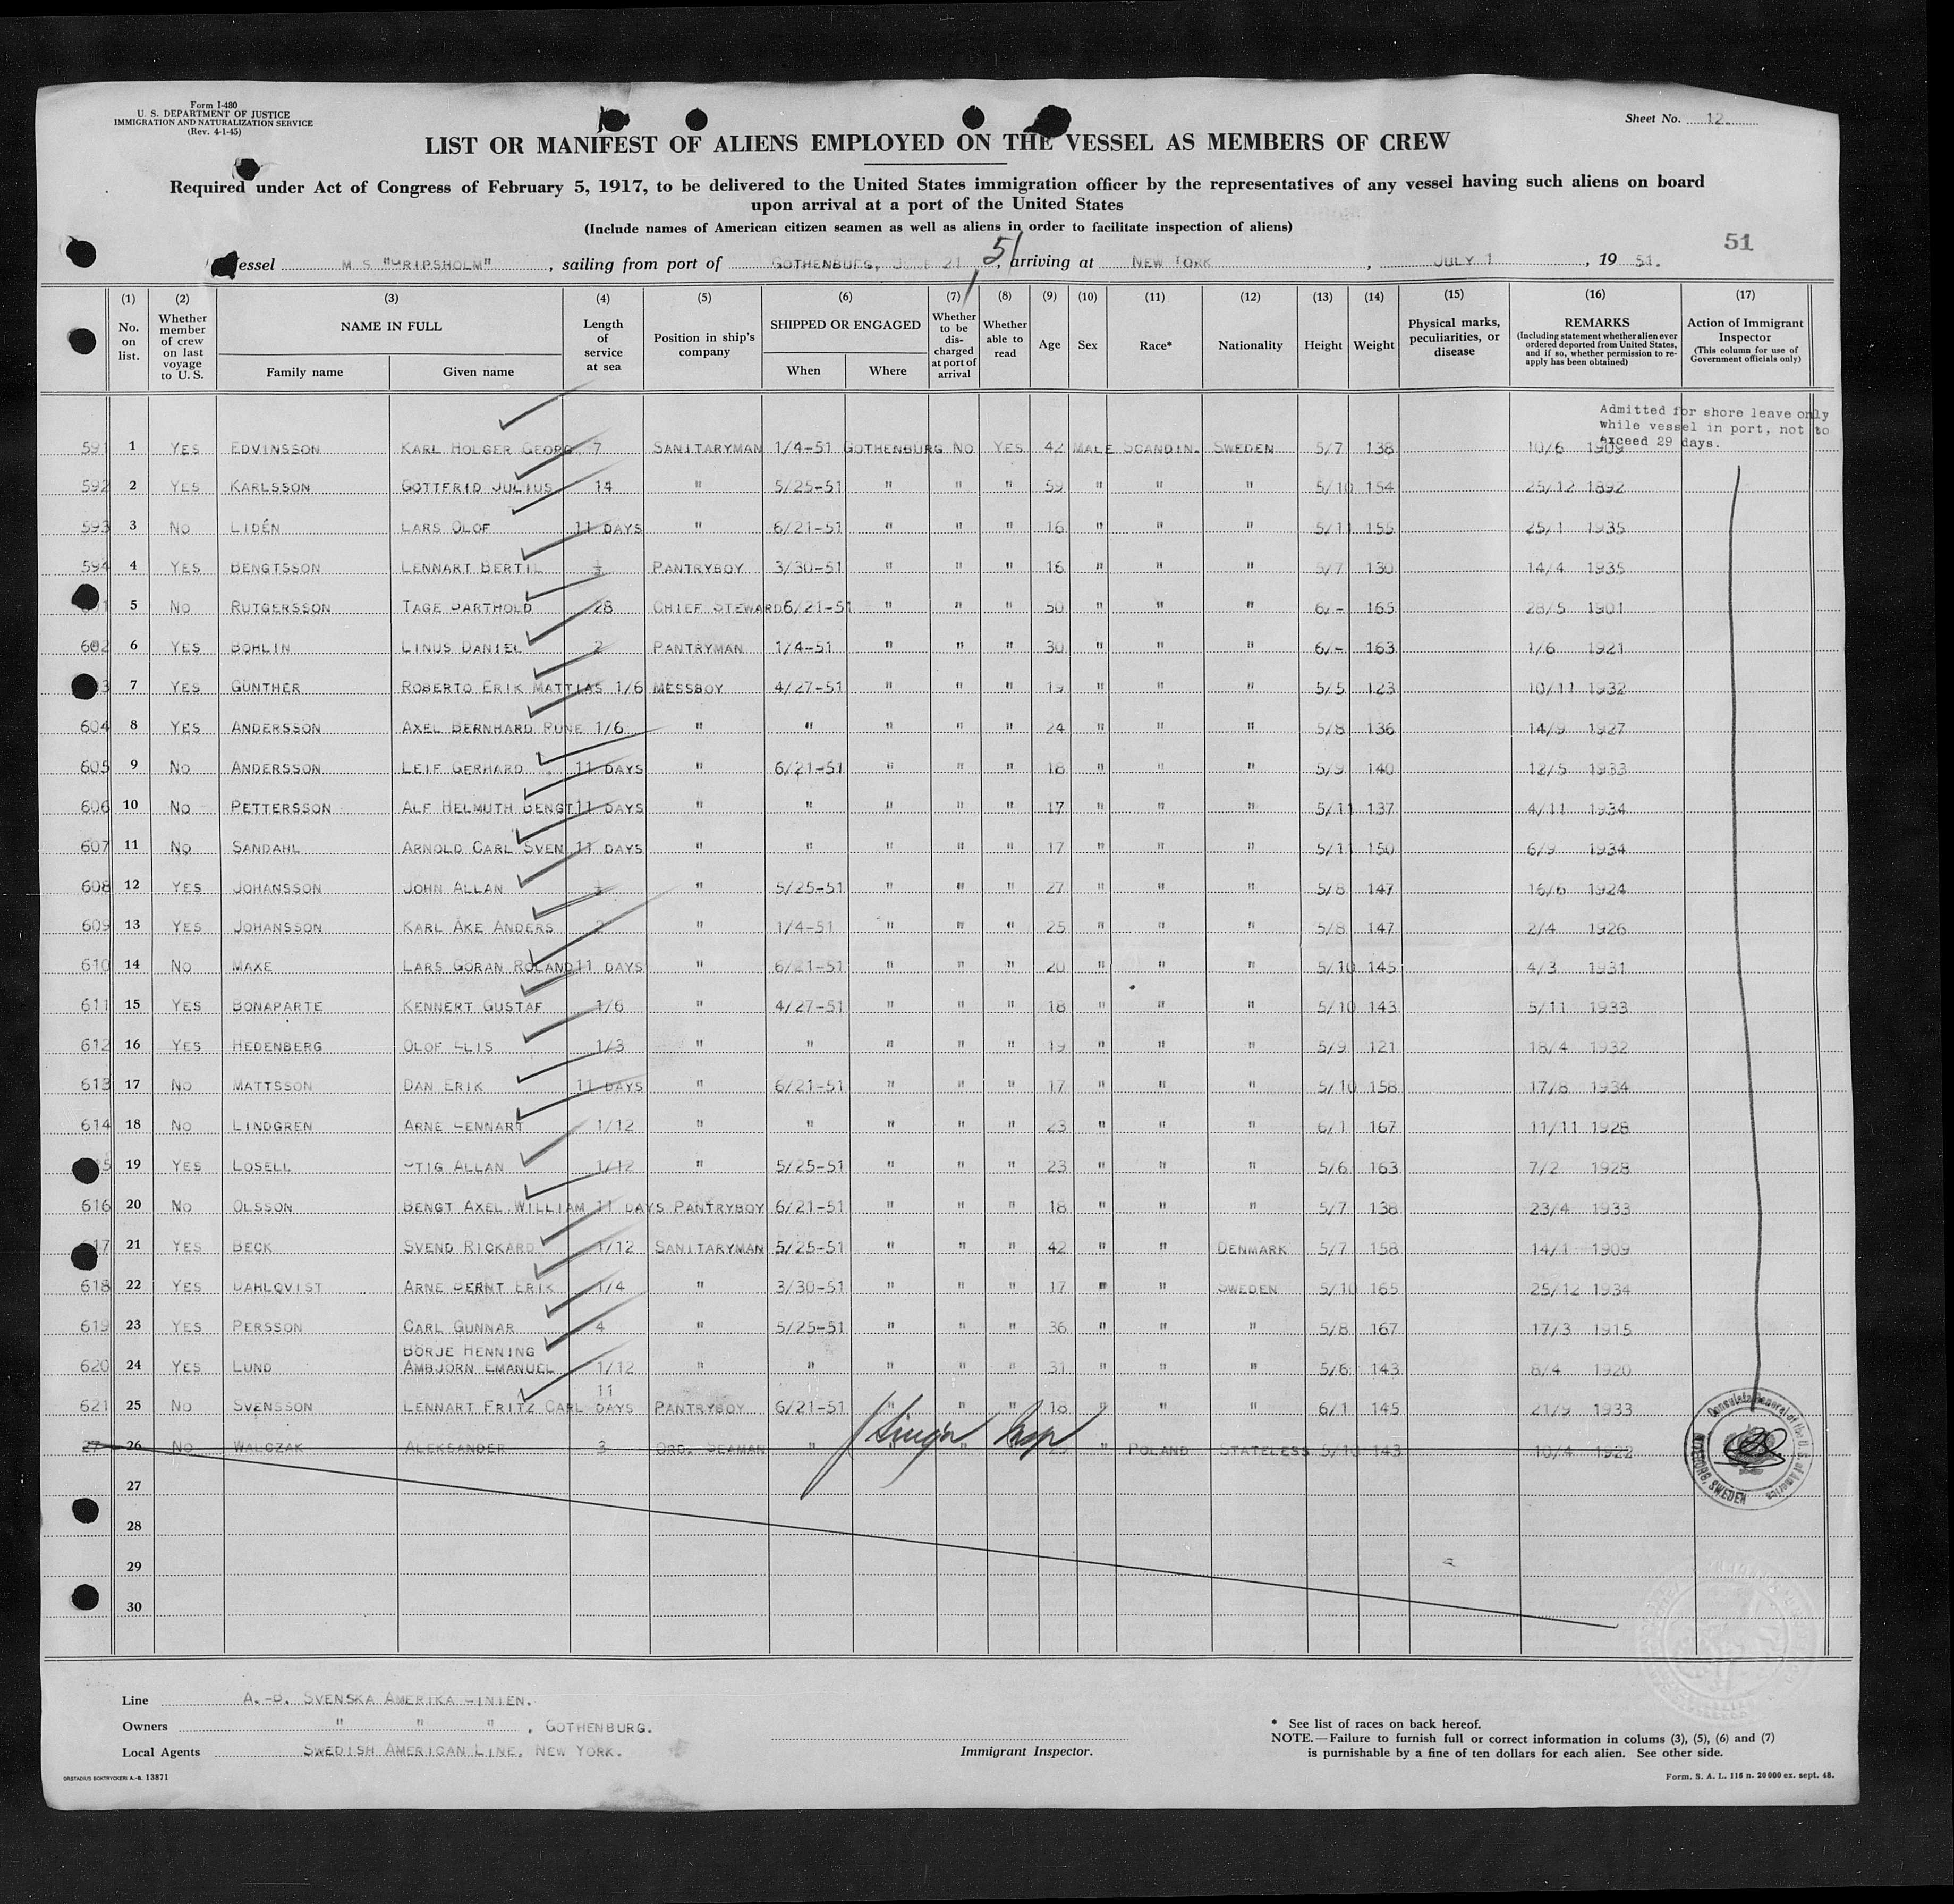 Form I-480
U. S. DEPARTMENT OF JUSTICE
IMMIGRATION AND NATURALIZATION SERVICE
(Rev. 4-1-45)
Sheet No. 12.
LIST OR MANIFEST OF ALIENS EMPLOYED ON THE VESSEL AS MEMBERS OF CREW
Required under Act of Congress of February 5, 1917, to be delivered to the United States immigration officer by the representatives of any vessel having such aliens on board
upon arrival at a port of the United States
(Include names of American citizen seamen as well as aliens in order to facilitate inspection of aliens)
51
Vessel M S "GRIPSHOLM", sailing from port of GOTHENBURG, JUNE 21 51, arriving at NEW YORK, JULY 1, 1951.
(1) (2) (3) (4) (5) (6) (7) (8) (9) (10) (11) (12) (13) (14) (15) (16) (17)
No. on list. Whether member of crew on last voyage to U. S. NAME IN FULL Family name Given name Length of service at sea Position in ship's company SHIPPED OR ENGAGED When Where Whether to be discharged at port of arrival Whether able to read Age Sex Race* Nationality Height Weight Physical marks, peculiarities, or disease REMARKS (Including statement whether alien ever ordered deported from United States, and if so, whether permission to reapply has been obtained) Action of Immigrant Inspector (This column for use of Government officials only)
Admitted for shore leave only
while vessel in port, not to
exceed 29 days.
591 1 YES EDVINSSON KARL HOLGER GEORG 7 SANITARYMAN 1/4-51 GOTHENBURG NO YES 42 MALE SCANDIN. SWEDEN 5/7 138 10/6 1909
592 2 YES KARLSSON GOTTFRID JULIUS 14 " 5/25-51 " " " 59 " " " 5/10 154 25/12 1892
593 3 NO LIDÉN LARS OLOF 11 DAYS " 6/21-51 " " " 16 " " " 5/11 155 25/1 1935
594 4 YES BENGTSSON LENNART BERTIL PANTRYBOY 3/30-51 " " " 16 " " " 5/7 130 14/4 1935
5 NO RUTGERSSON TAGE BARTHOLD 28 CHIEF STEWARD 6/21-51 " " " 50 " " " 6/- 165 28/5 1901
602 6 YES BOHLIN LINUS DANIEL 2 PANTRYMAN 1/4-51 " " " 30 " " " 6/- 163 1/6 1921
7 YES GÜNTHER ROBERTO ERIK MATTIAS 1/6 MESSBOY 4/27-51 " " " 19 " " " 5/5 123 10/11 1932
604 8 YES ANDERSSON AXEL BERNHARD RUNE 1/6 " " " " " 24 " " " 5/8 136 14/9 1927
605 9 NO ANDERSSON LEIF GERHARD 11 DAYS " 6/21-51 " " " 18 " " " 5/9 140 12/5 1933
606 10 NO PETTERSSON ALF HELMUTH BENGT 11 DAYS " " " " " 17 " " " 5/11 137 4/11 1934
607 11 NO SANDAHL ARNOLD CARL SVEN 11 DAYS " " " " " 17 " " " 5/11 150 6/9 1934
608 12 YES JOHANSSON JOHN ALLAN " 5/25-51 " " " 27 " " " 5/8 147 16/6 1924
609 13 YES JOHANSSON KARL ÅKE ANDERS 2 " 1/4-51 " " " 25 " " " 5/8 147 2/4 1926
610 14 NO MAXE LARS GÖRAN ROLAND 11 DAYS " 6/21-51 " " " 20 " " " 5/10 145 4/3 1931
611 15 YES BONAPARTE KENNERT GUSTAF 1/6 " 4/27-51 " " " 18 " " " 5/10 143 5/11 1933
612 16 YES HEDENBERG OLOF ELIS 1/3 " " " " " 19 " " " 5/9 121 18/4 1932
613 17 NO MATTSSON DAN ERIK 11 DAYS " 6/21-51 " " " 17 " " " 5/10 158 17/8 1934
614 18 NO LINDGREN ARNE LENNART 1/12 " " " " " 23 " " " 6/1 167 11/11 1928
19 YES LOSELL STIG ALLAN 1/12 " 5/25-51 " " " 23 " " " 5/6 163 7/2 1928
616 20 NO OLSSON BENGT AXEL WILLIAM 11 DAYS PANTRYBOY 6/21-51 " " " 18 " " " 5/7 138 23/4 1933
617 21 YES BECK SVEND RICKARD 1/12 SANITARYMAN 5/25-51 " " " 42 " " DENMARK 5/7 158 14/1 1909
618 22 YES DAHLQVIST ARNE BERNT ERIK 1/4 " 3/30-51 " " " 17 " " SWEDEN 5/10 165 25/12 1934
619 23 YES PERSSON CARL GUNNAR 4 " 5/25-51 " " " 36 " " " 5/8 167 17/3 1915
620 24 YES LUND BÖRJE HENNING AMBJÖRN EMANUEL 1/12 " " " " " 31 " " " 5/6 143 8/4 1920
621 25 NO SVENSSON LENNART FRITZ CARL 11 DAYS PANTRYBOY 6/21-51 " " " 18 " " " 6/1 145 21/9 1933
27 26 NO WALCZAK ALEKSANDER 3 ORD. SEAMAN " " " POLAND STATELESS 5/10 143 10/4 1922
27
28
29
30
Consulate General of the U. S. of America
GÖTEBORG, SWEDEN
Line A.-B. SVENSKA AMERIKA LINIEN.
Owners " " ", GOTHENBURG.
Local Agents SWEDISH AMERICAN LINE, NEW YORK.
Immigrant Inspector.
* See list of races on back hereof.
NOTE.—Failure to furnish full or correct information in colums (3), (5), (6) and (7)
is purnishable by a fine of ten dollars for each alien. See other side.
ORSTADIUS BOKTRYCKERI A.-B. 13871
Form. S. A. L. 116 n. 20 000 ex. sept. 48.